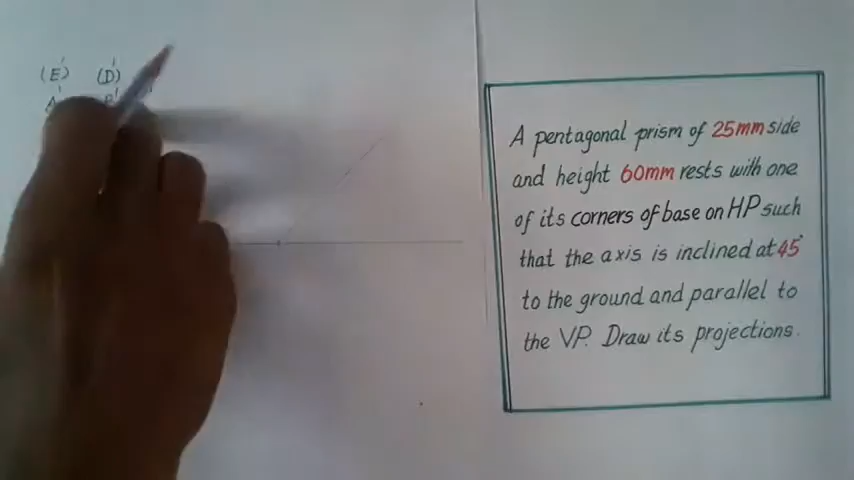 (E') (D')
A pentagonal prism of 25mm side
and height 60mm rests with one
of its corners of base on HP such
that the axis is inclined at 45°
to the ground and parallel to
the VP. Draw its projections.